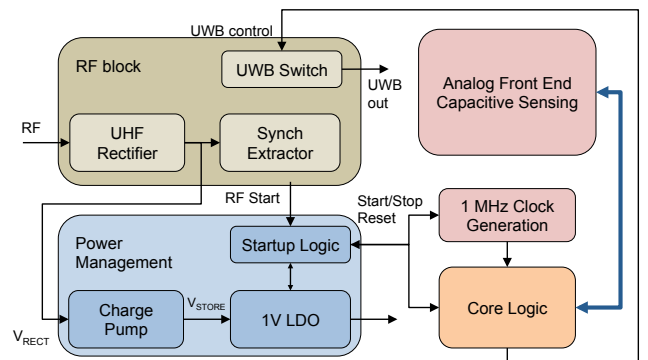 UWB control
RF block
UWB Switch
UWB
out
Analog Front End
Capacitive Sensing
RF
UHF
Rectifier
Synch
Extractor
RF Start
Start/Stop
Reset
1 MHz Clock
Generation
Power
Management
Startup Logic
Charge
Pump
VSTORE
1V LDO
Core Logic
VRECT